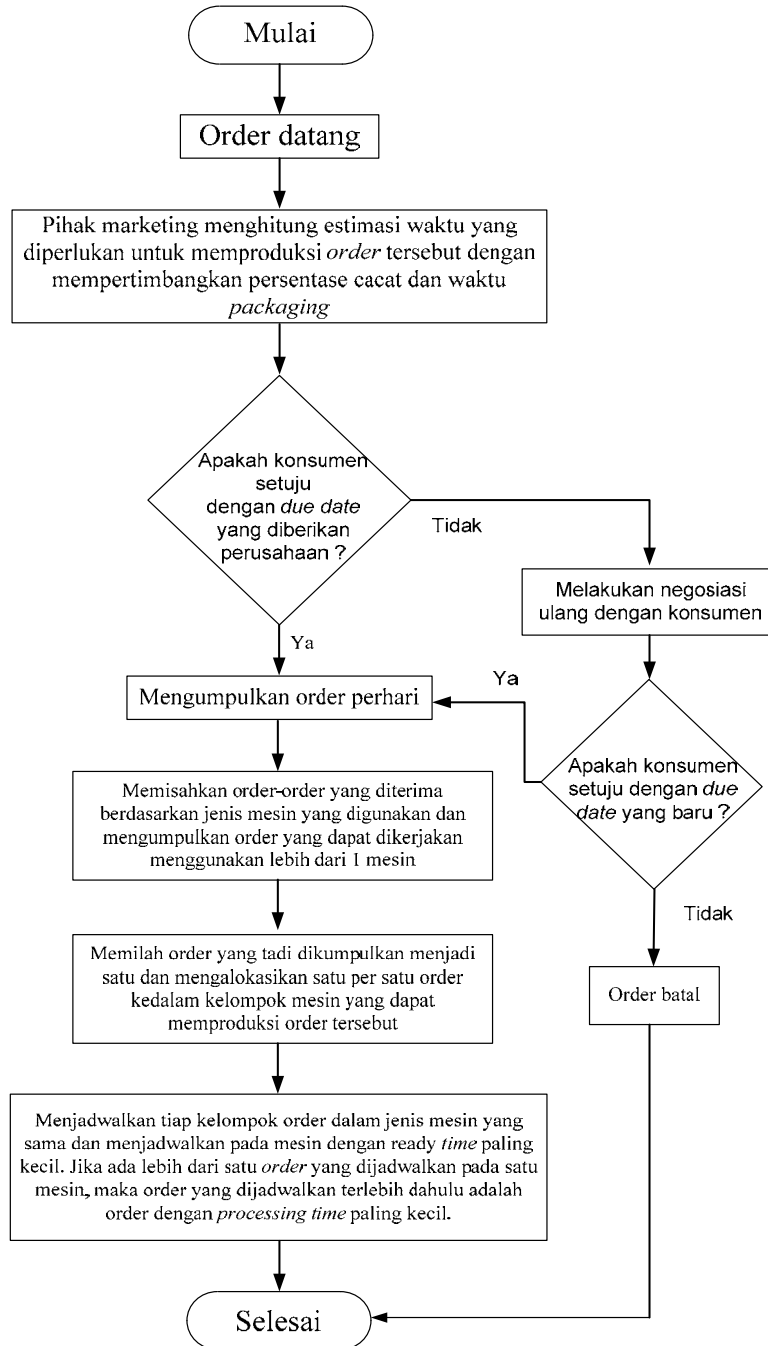 Mulai
Order datang
Pihak marketing menghitung estimasi waktu yang
diperlukan untuk memproduksi order tersebut dengan
mempertimbangkan persentase cacat dan waktu
packaging
Apakah konsumen
setuju
dengan due date
yang diberikan
perusahaan ?
Tidak
Melakukan negosiasi
ulang dengan konsumen
Ya
Ya
Mengumpulkan order perhari
Apakah konsumen
setuju dengan due
date yang baru ?
Memisahkan order-order yang diterima
berdasarkan jenis mesin yang digunakan dan
mengumpulkan order yang dapat dikerjakan
menggunakan lebih dari 1 mesin
Tidak
Memilah order yang tadi dikumpulkan menjadi
satu dan mengalokasikan satu per satu order
kedalam kelompok mesin yang dapat
memproduksi order tersebut
Order batal
Menjadwalkan tiap kelompok order dalam jenis mesin yang
sama dan menjadwalkan pada mesin dengan ready time paling
kecil. Jika ada lebih dari satu order yang dijadwalkan pada satu
mesin, maka order yang dijadwalkan terlebih dahulu adalah
order dengan processing time paling kecil.
Selesai